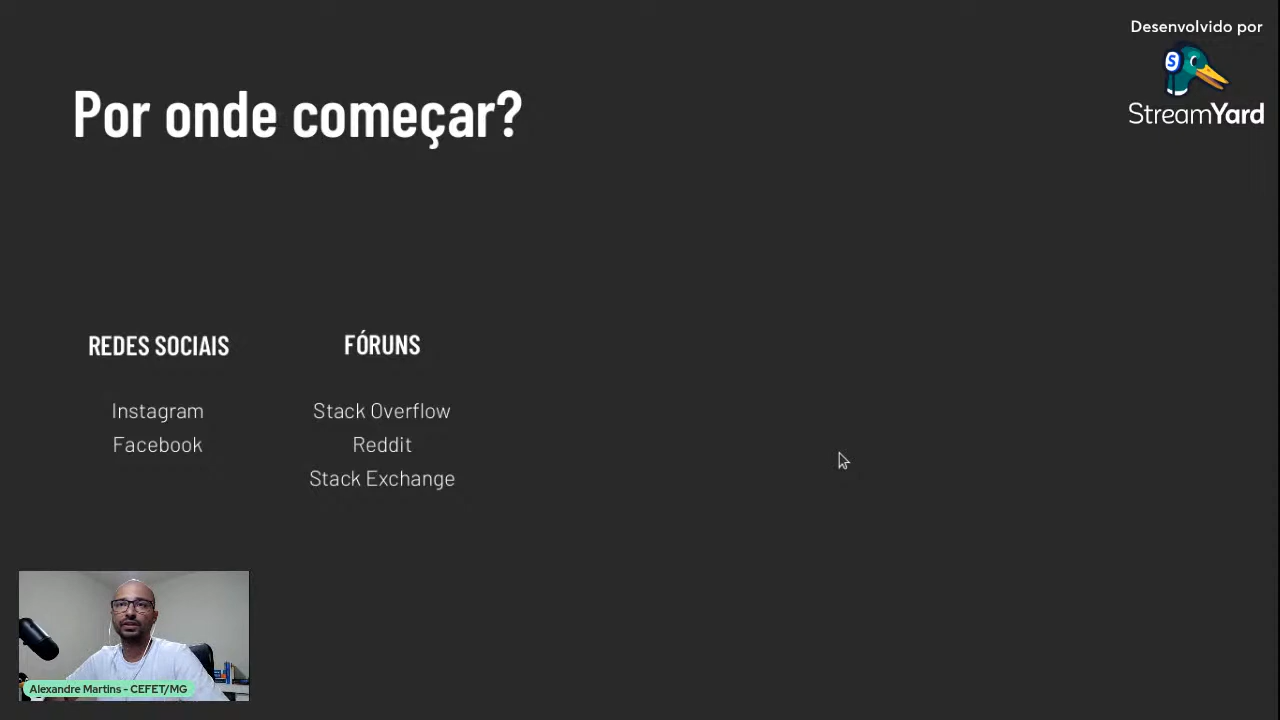 Desenvolvido por
S
StreamYard
Por onde começar?
REDES SOCIAIS
Instagram
Facebook
FÓRUNS
Stack Overflow
Reddit
Stack Exchange
Alexandre Martins - CEFET/MG